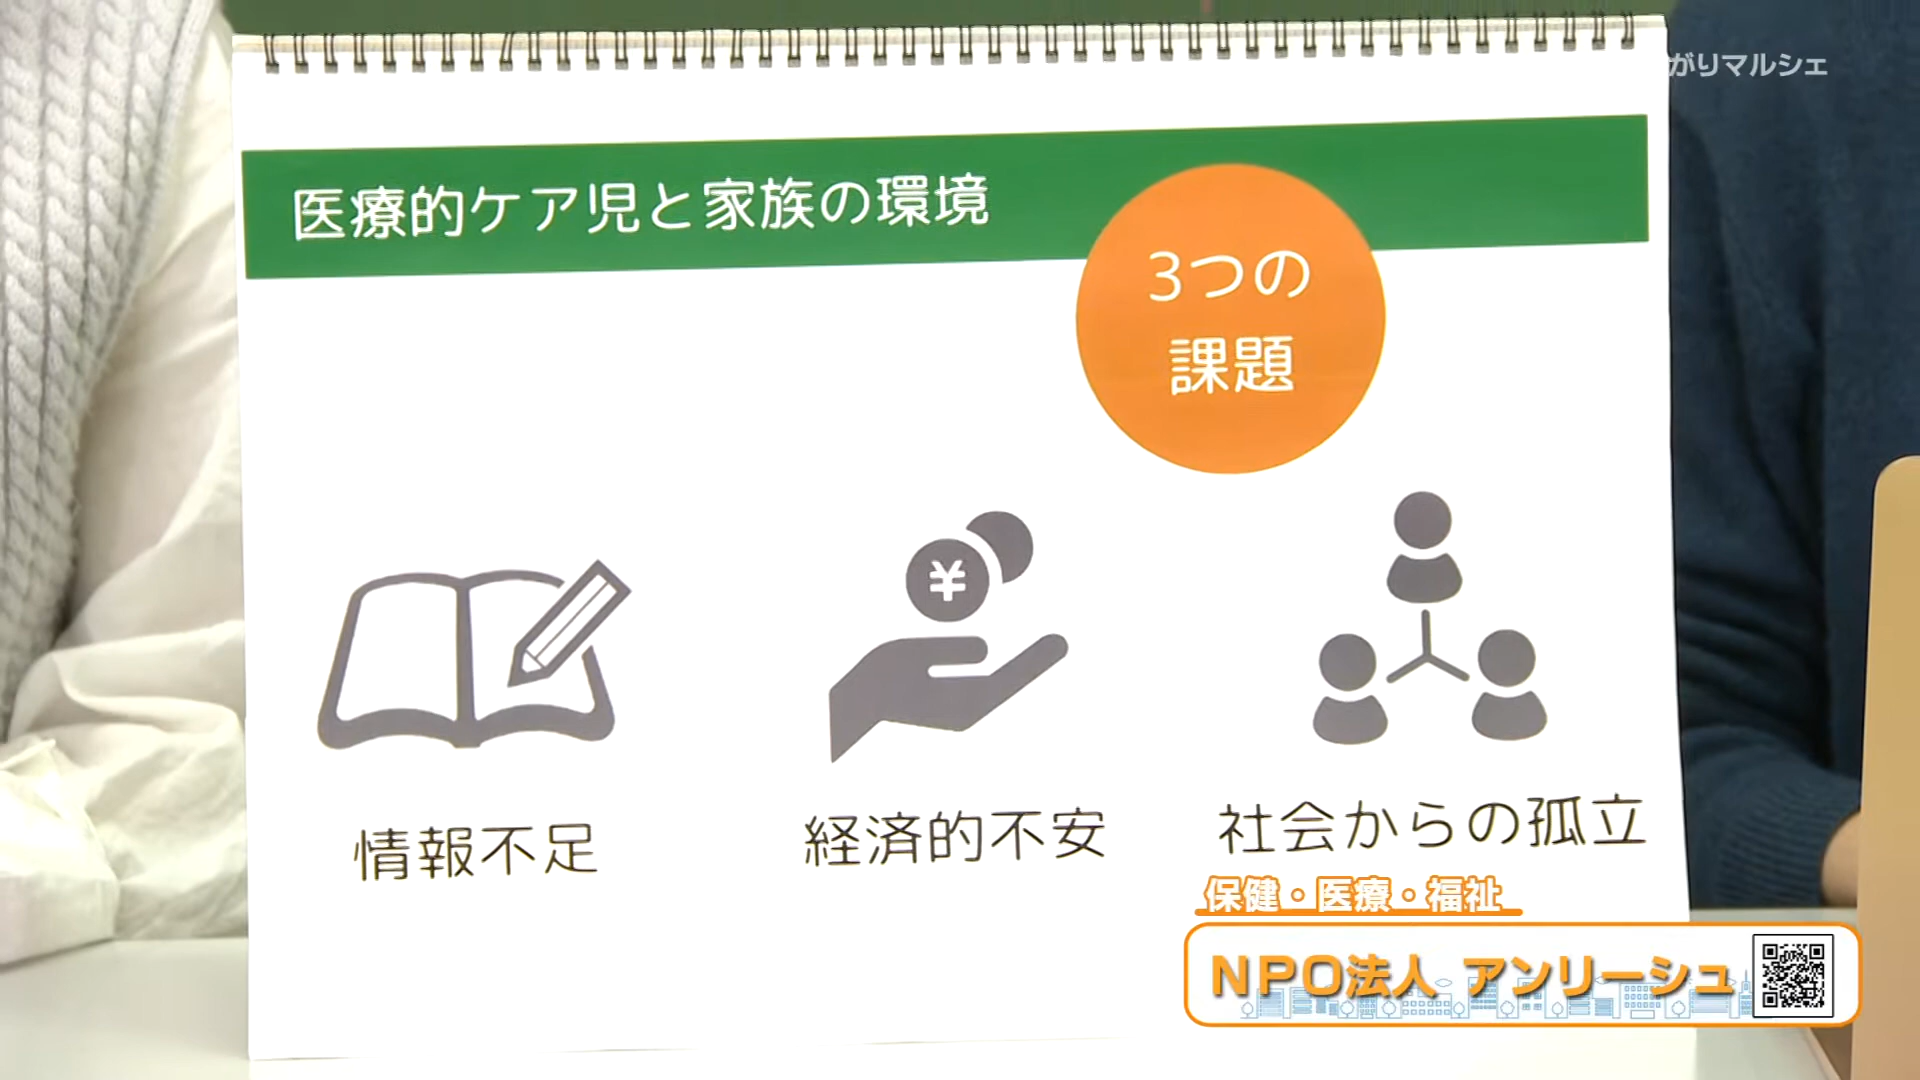 がりマルシェ
医療的ケア児と家族の環境
3つの
課題
¥
情報不足
経済的不安
社会からの孤立
保健・医療・福祉
NPO法人 アンリーシュ